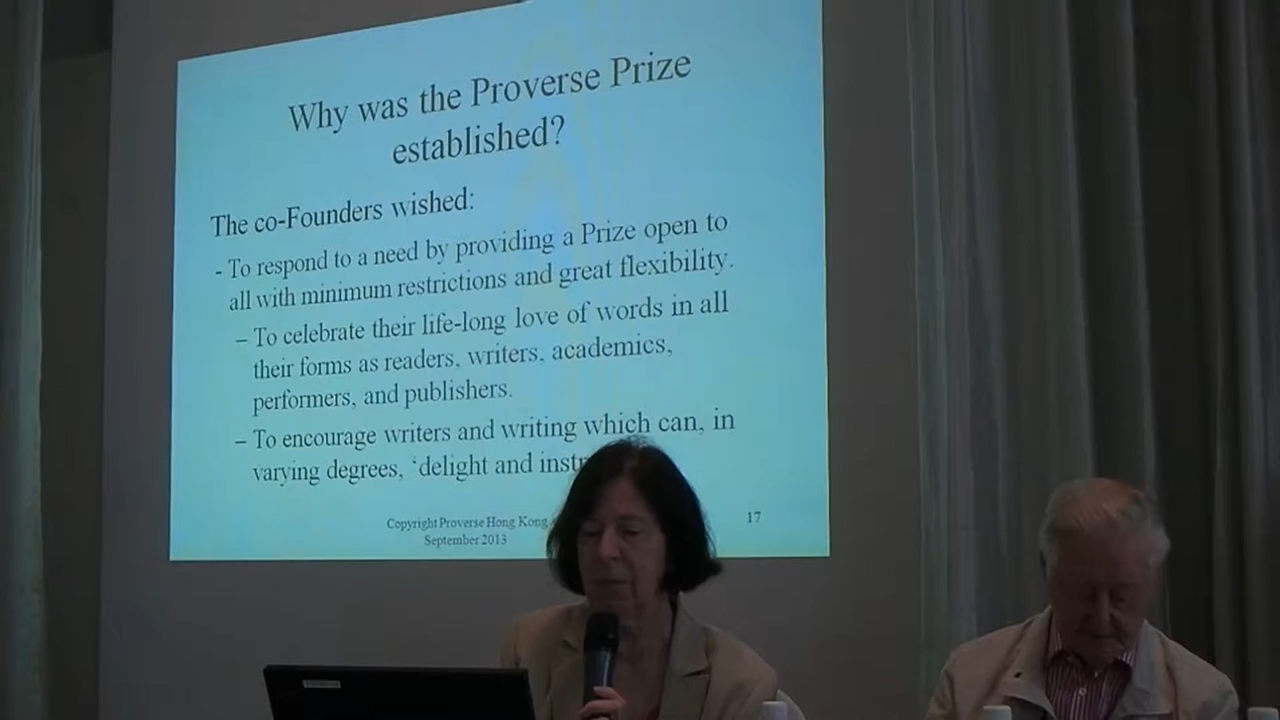 Why was the Proverse Prize
established?
The co-Founders wished:
- To respond to a need by providing a Prize open to
all with minimum restrictions and great flexibility.
– To celebrate their life-long love of words in all
their forms as readers, writers, academics,
performers, and publishers.
– To encourage writers and writing which can, in
varying degrees, ‘delight and
Copyright Proverse Hong Kong
September 2013
17